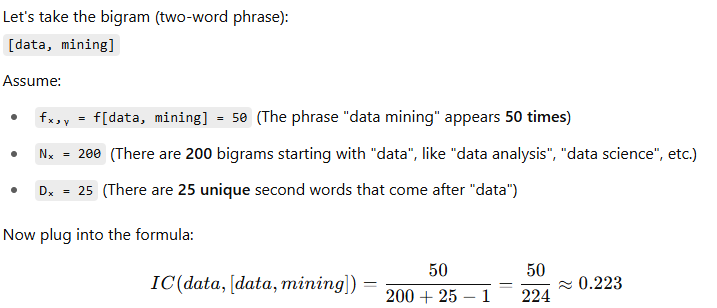 Let's take the bigram (two-word phrase):
[data, mining]
Assume:
• fₓ,ᵧ = f[data, mining] = 50 (The phrase "data mining" appears 50 times)
• Nₓ = 200 (There are 200 bigrams starting with "data", like "data analysis", "data science", etc.)
• Dₓ = 25 (There are 25 unique second words that come after "data")
Now plug into the formula:
IC(data, [data, mining]) = 50 / (200 + 25 − 1) = 50 / 224 ≈ 0.223